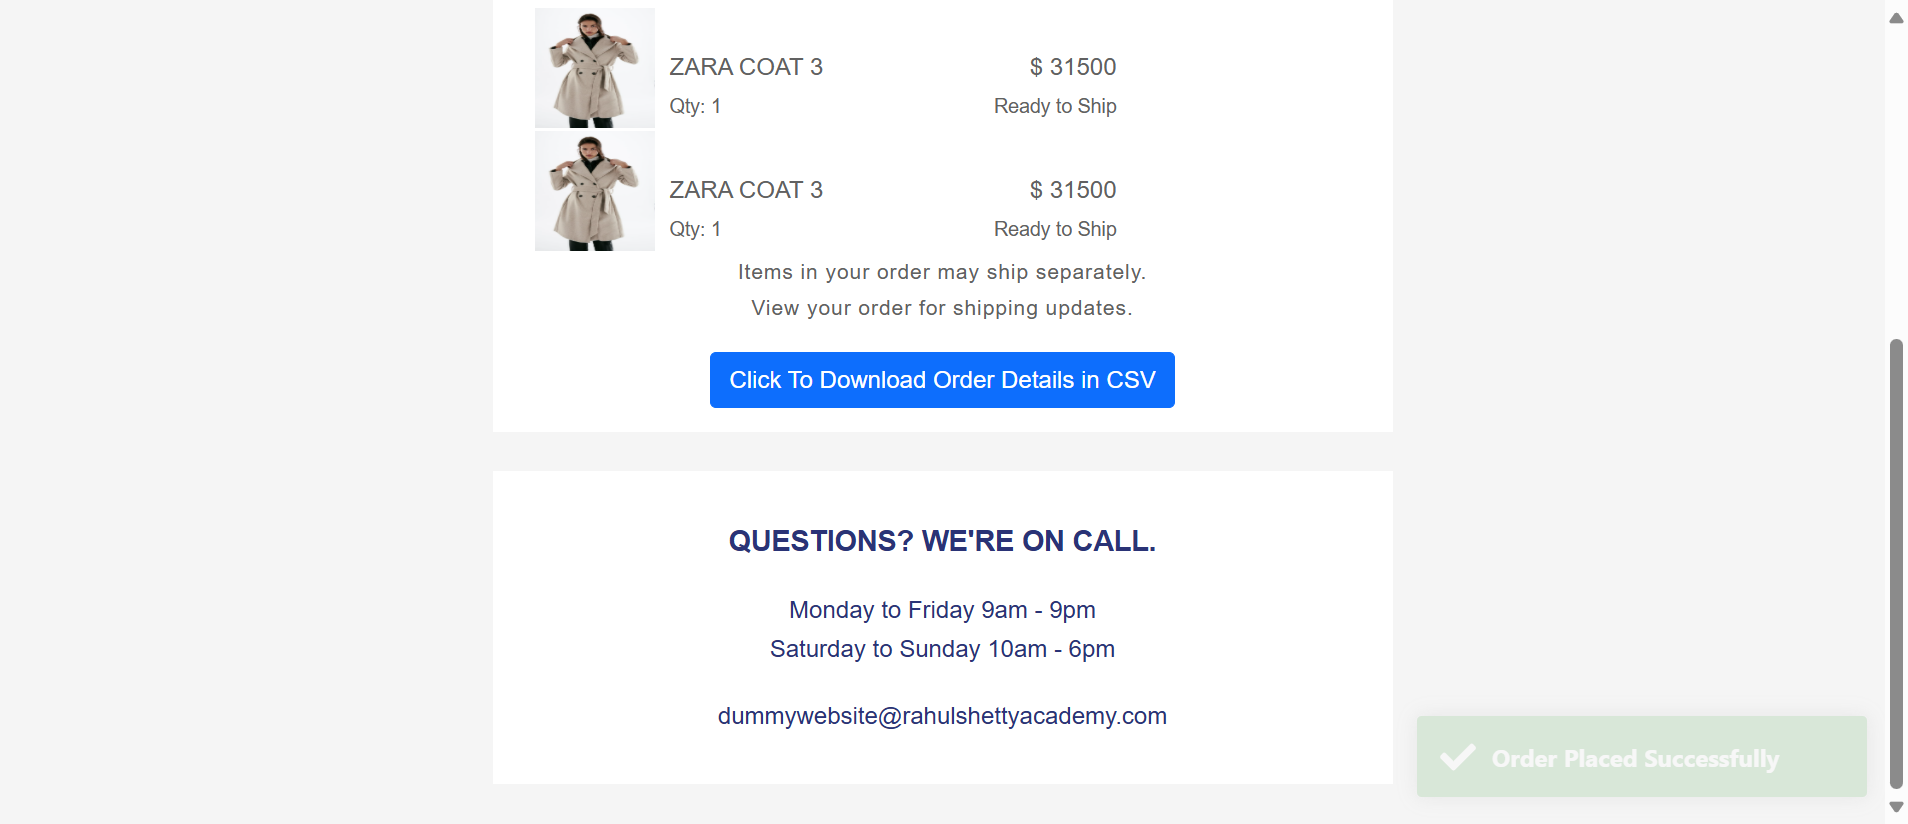 ZARA COAT 3
$ 31500
Qty: 1
Ready to Ship
ZARA COAT 3
$ 31500
Qty: 1
Ready to Ship
Items in your order may ship separately.
View your order for shipping updates.
Click To Download Order Details in CSV
QUESTIONS? WE'RE ON CALL.
Monday to Friday 9am - 9pm
Saturday to Sunday 10am - 6pm
dummywebsite@rahulshettyacademy.com
Order Placed Successfully